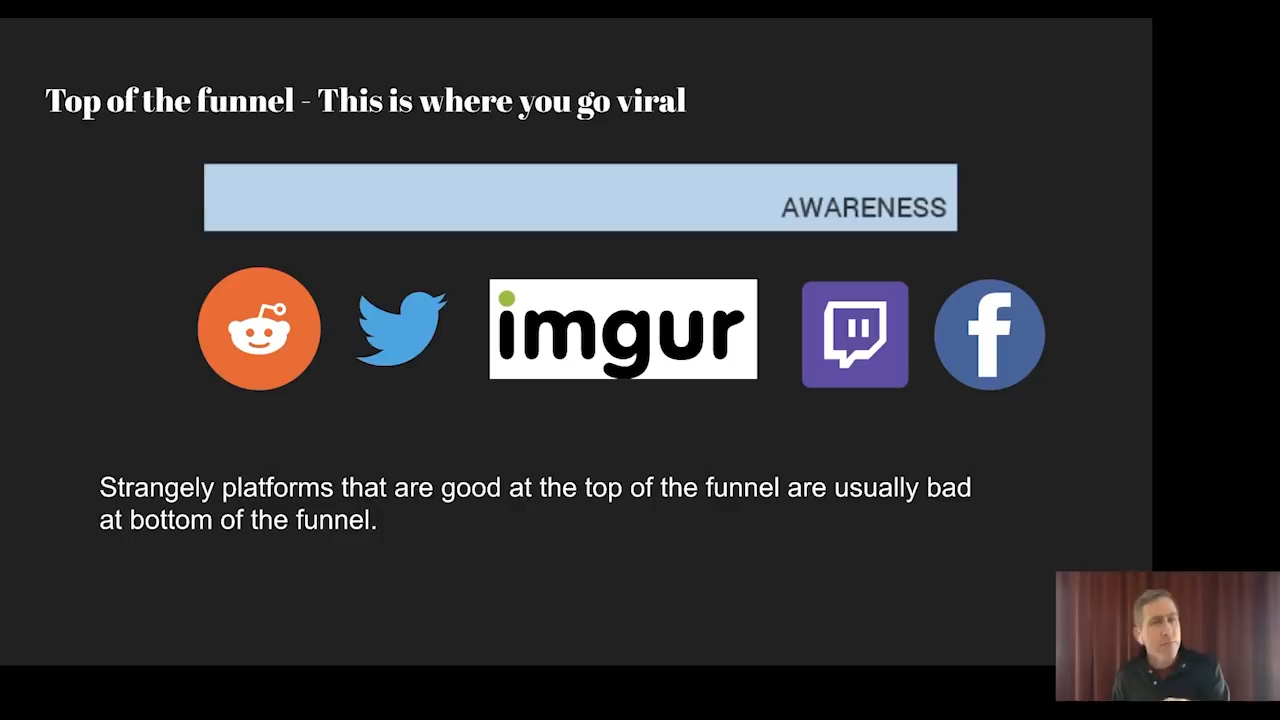 Top of the funnel - This is where you go viral
AWARENESS
imgur
Strangely platforms that are good at the top of the funnel are usually bad
at bottom of the funnel.